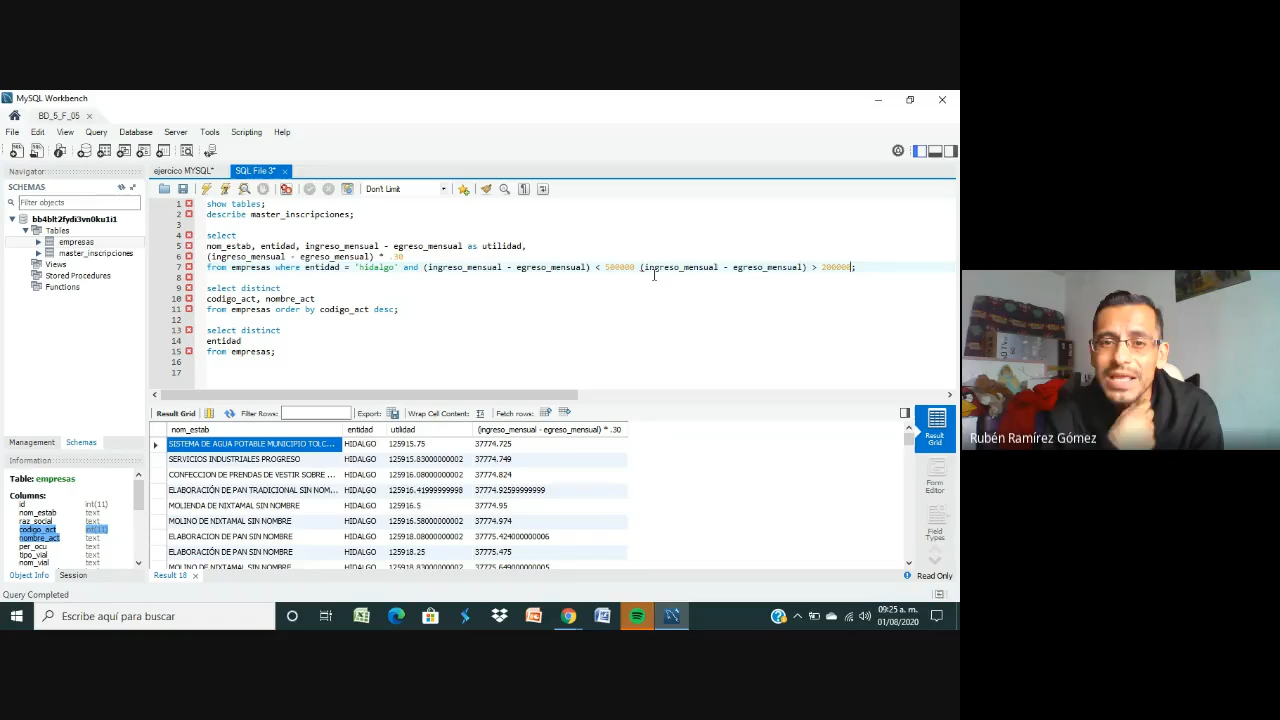 MySQL Workbench
BD_5_F_05
File Edit View Query Database Server Tools Scripting Help
Navigator
SCHEMAS
Filter objects
bb4blt2fydi3vn0ku1i1
Tables
empresas
master_inscripciones
Views
Stored Procedures
Functions
Management Schemas
Information
Table: empresas
Columns:
id int(11)
nom_estab text
raz_social text
codigo_act int(11)
nombre_act text
per_ocu text
tipo_vial text
nom_vial text
Object Info Session
Query Completed
ejercico MYSQL* SQL File 3*
Don't Limit
1 show tables;
2 describe master_inscripciones;
3
4 select
5 nom_estab, entidad, ingreso_mensual - egreso_mensual as utilidad,
6 (ingreso_mensual - egreso_mensual) * .30
7 from empresas where entidad = 'hidalgo' and (ingreso_mensual - egreso_mensual) < 500000 (ingreso_mensual - egreso_mensual) > 200000;
8
9 select distinct
10 codigo_act, nombre_act
11 from empresas order by codigo_act desc;
12
13 select distinct
14 entidad
15 from empresas;
16
17
Result Grid Filter Rows: Export: Wrap Cell Content: Fetch rows:
nom_estab entidad utilidad (ingreso_mensual - egreso_mensual) * .30
SISTEMA DE AGUA POTABLE MUNICIPIO TOLC... HIDALGO 125915.75 37774.725
SERVICIOS INDUSTRIALES PROGRESO HIDALGO 125915.83000000002 37774.749
CONFECCION DE PRENDAS DE VESTIR SOBRE ... HIDALGO 125916.08000000002 37774.824
ELABORACIÓN DE PAN TRADICIONAL SIN NOM... HIDALGO 125916.41999999998 37774.92599999999
MOLIENDA DE NIXTAMAL SIN NOMBRE HIDALGO 125916.5 37774.95
MOLINO DE NIXTAMAL SIN NOMBRE HIDALGO 125916.58000000002 37774.974
ELABORACION DE PAN SIN NOMBRE HIDALGO 125918.08000000002 37775.424000000006
ELABORACIÓN DE PAN SIN NOMBRE HIDALGO 125918.25 37775.475
MOLINO DE NIXTAMAL SIN NOMBRE HIDALGO 125918.83000000002 37775.649000000005
Result Grid
Form Editor
Field Types
Result 18
Read Only
Escribe aquí para buscar
09:25 a. m.
01/08/2020
Rubén Ramírez Gómez